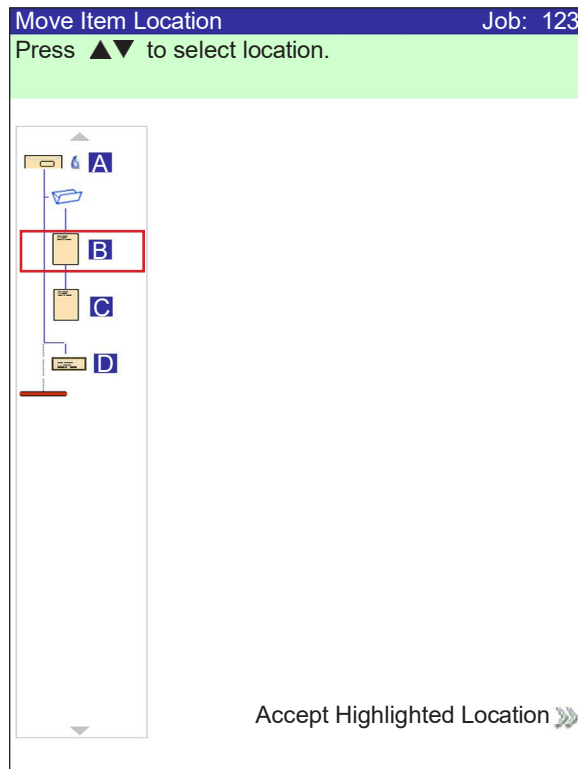 Move Item Location Job: 123
Press ▲▼ to select location.
A
B
C
D
Accept Highlighted Location